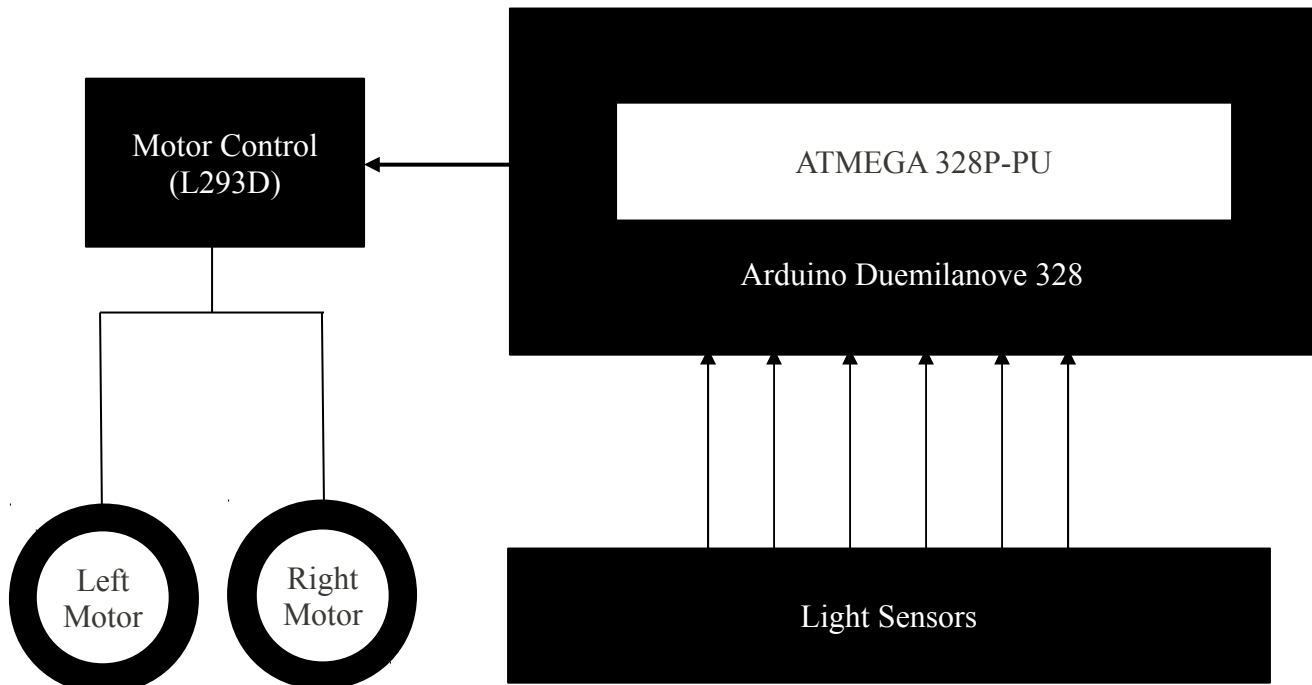 Motor Control
(L293D)
ATMEGA 328P-PU
Arduino Duemilanove 328
Left
Motor
Right
Motor
Light Sensors